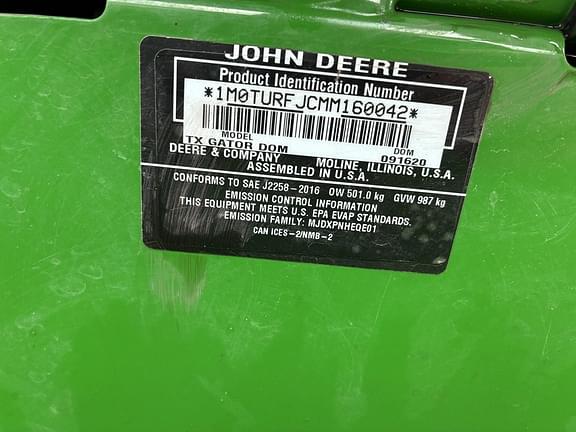 JOHN DEERE
Product Identification Number
*1M0TURFJCMM160042*
MODEL DOM
TX GATOR DOM 091620
DEERE & COMPANY MOLINE, ILLINOIS, U.S.A.
ASSEMBLED IN U.S.A.
CONFORMS TO SAE J2258-2016 OW 501.0 kg GVW 987 kg
EMISSION CONTROL INFORMATION
THIS EQUIPMENT MEETS U.S. EPA EVAP STANDARDS.
EMISSION FAMILY: MJDXPNHEQE01
CAN ICES-2/NMB-2